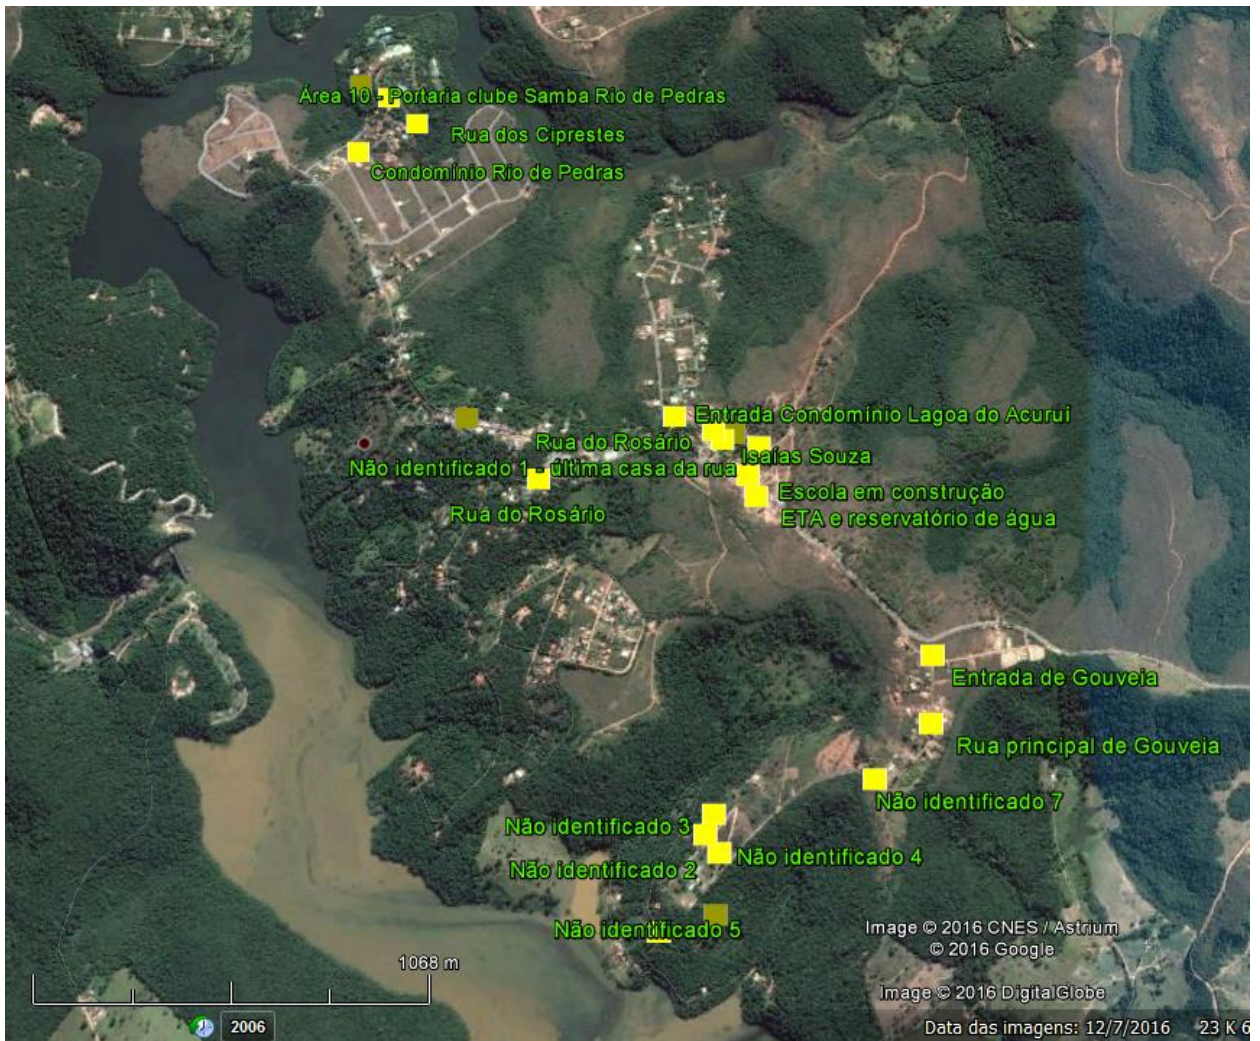 Área 10 - Portaria clube Samba Rio de Pedras
Rua dos Ciprestes
Condomínio Rio de Pedras
Entrada Condomínio Lagoa do Acuruí
Rua do Rosário
Isaías Souza
Não identificado 1 - última casa da rua
Escola em construção
Rua do Rosário
ETA e reservatório de água
Entrada de Gouveia
Rua principal de Gouveia
Não identificado 7
Não identificado 3
Não identificado 4
Não identificado 2
Não identificado 5
Image © 2016 CNES / Astrium
© 2016 Google
1068 m
Image © 2016 DigitalGlobe
2006
Data das imagens: 12/7/2016 23 K 6